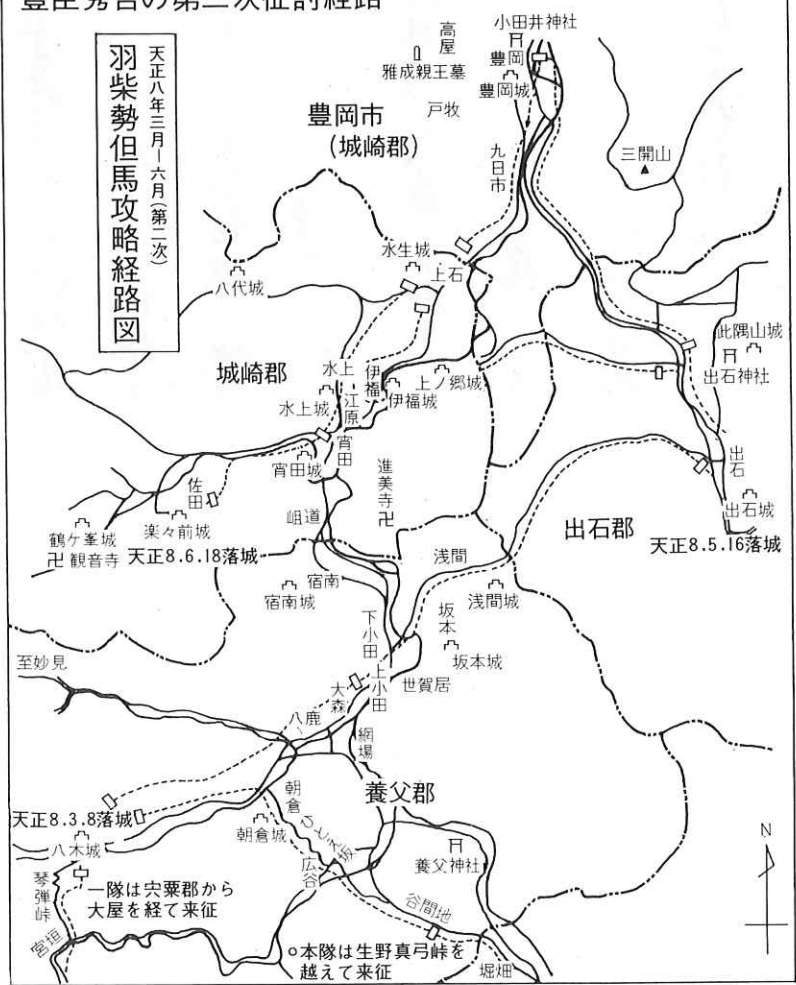 豊臣秀吉の第二次征討経路
天正八年三月ー六月(第二次)
羽柴勢但馬攻略経路図
小田井神社
高屋
雅成親王墓
豊岡
豊岡城
戸牧
豊岡市
(城崎郡)
九日市
三開山
水生城
上石
八代城
此隅山城
出石神社
城崎郡
水上
伊福
上ノ郷城
水上城
江原
伊福城
宵田
宵田城
進美寺
出石
出石城
佐田
岨道
楽々前城
鶴ケ峯城
観音寺
天正8.6.18落城
浅間
出石郡
天正8.5.16落城
宿南
宿南城
浅間城
坂本
下小田
坂本城
至妙見
上小田
世賀居
大森
八鹿
網場
養父郡
天正8.3.8落城
朝倉
八木城
朝倉城
ひとえ坂
広谷
養父神社
N
琴弾峠
一隊は宍粟郡から
大屋を経て来征
谷間地
宮垣
本隊は生野真弓峠を
越えて来征
堀畑